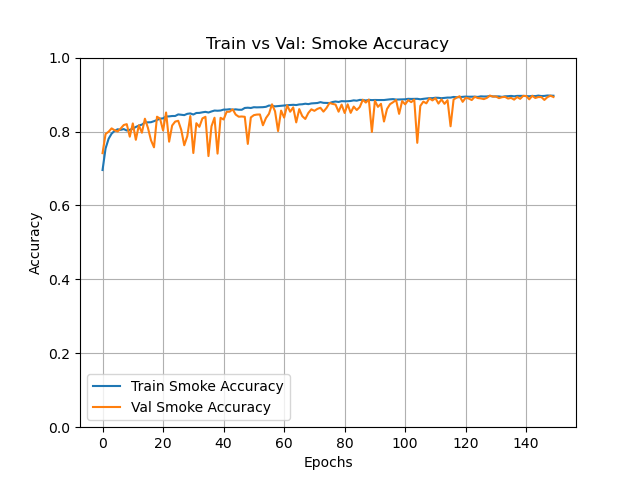 Train vs Val: Smoke Accuracy
1.0
0.8
0.6
0.4
0.2
0.0
Accuracy
Train Smoke Accuracy
Val Smoke Accuracy
0 20 40 60 80 100 120 140
Epochs